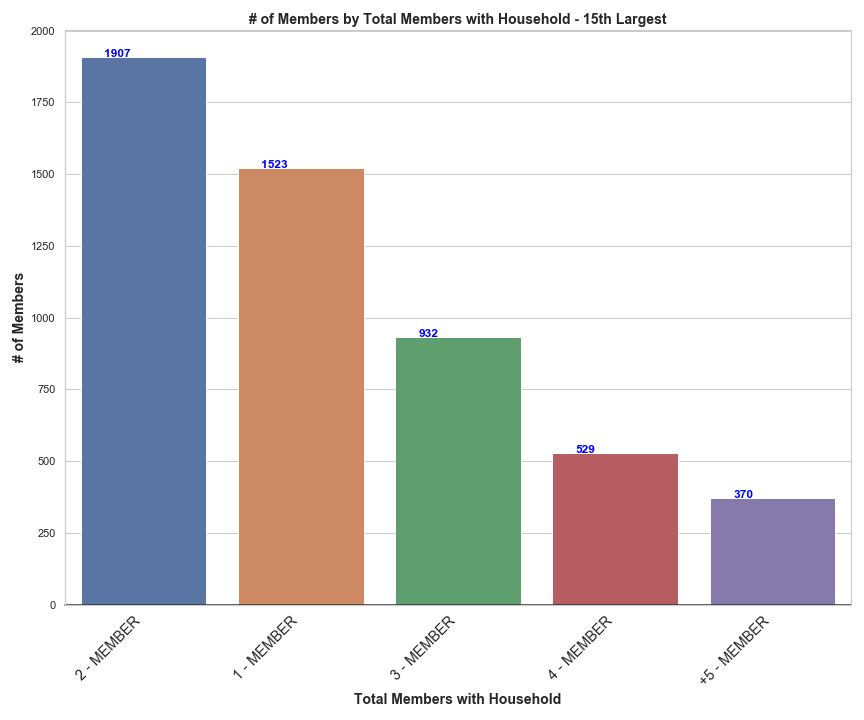 # of Members by Total Members with Household - 15th Largest
# of Members
2000
1750
1500
1250
1000
750
500
250
0
1907
1523
932
529
370
2 - MEMBER
1 - MEMBER
3 - MEMBER
4 - MEMBER
+5 - MEMBER
Total Members with Household